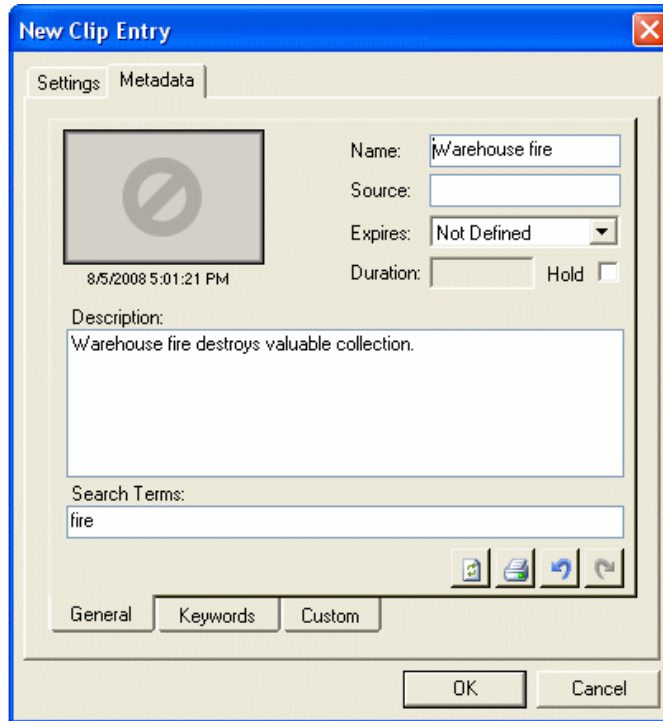 New Clip Entry
Settings Metadata
Name: Warehouse fire
Source:
Expires: Not Defined
Duration: Hold
8/5/2008 5:01:21 PM
Description:
Warehouse fire destroys valuable collection.
Search Terms:
fire
General Keywords Custom
OK Cancel